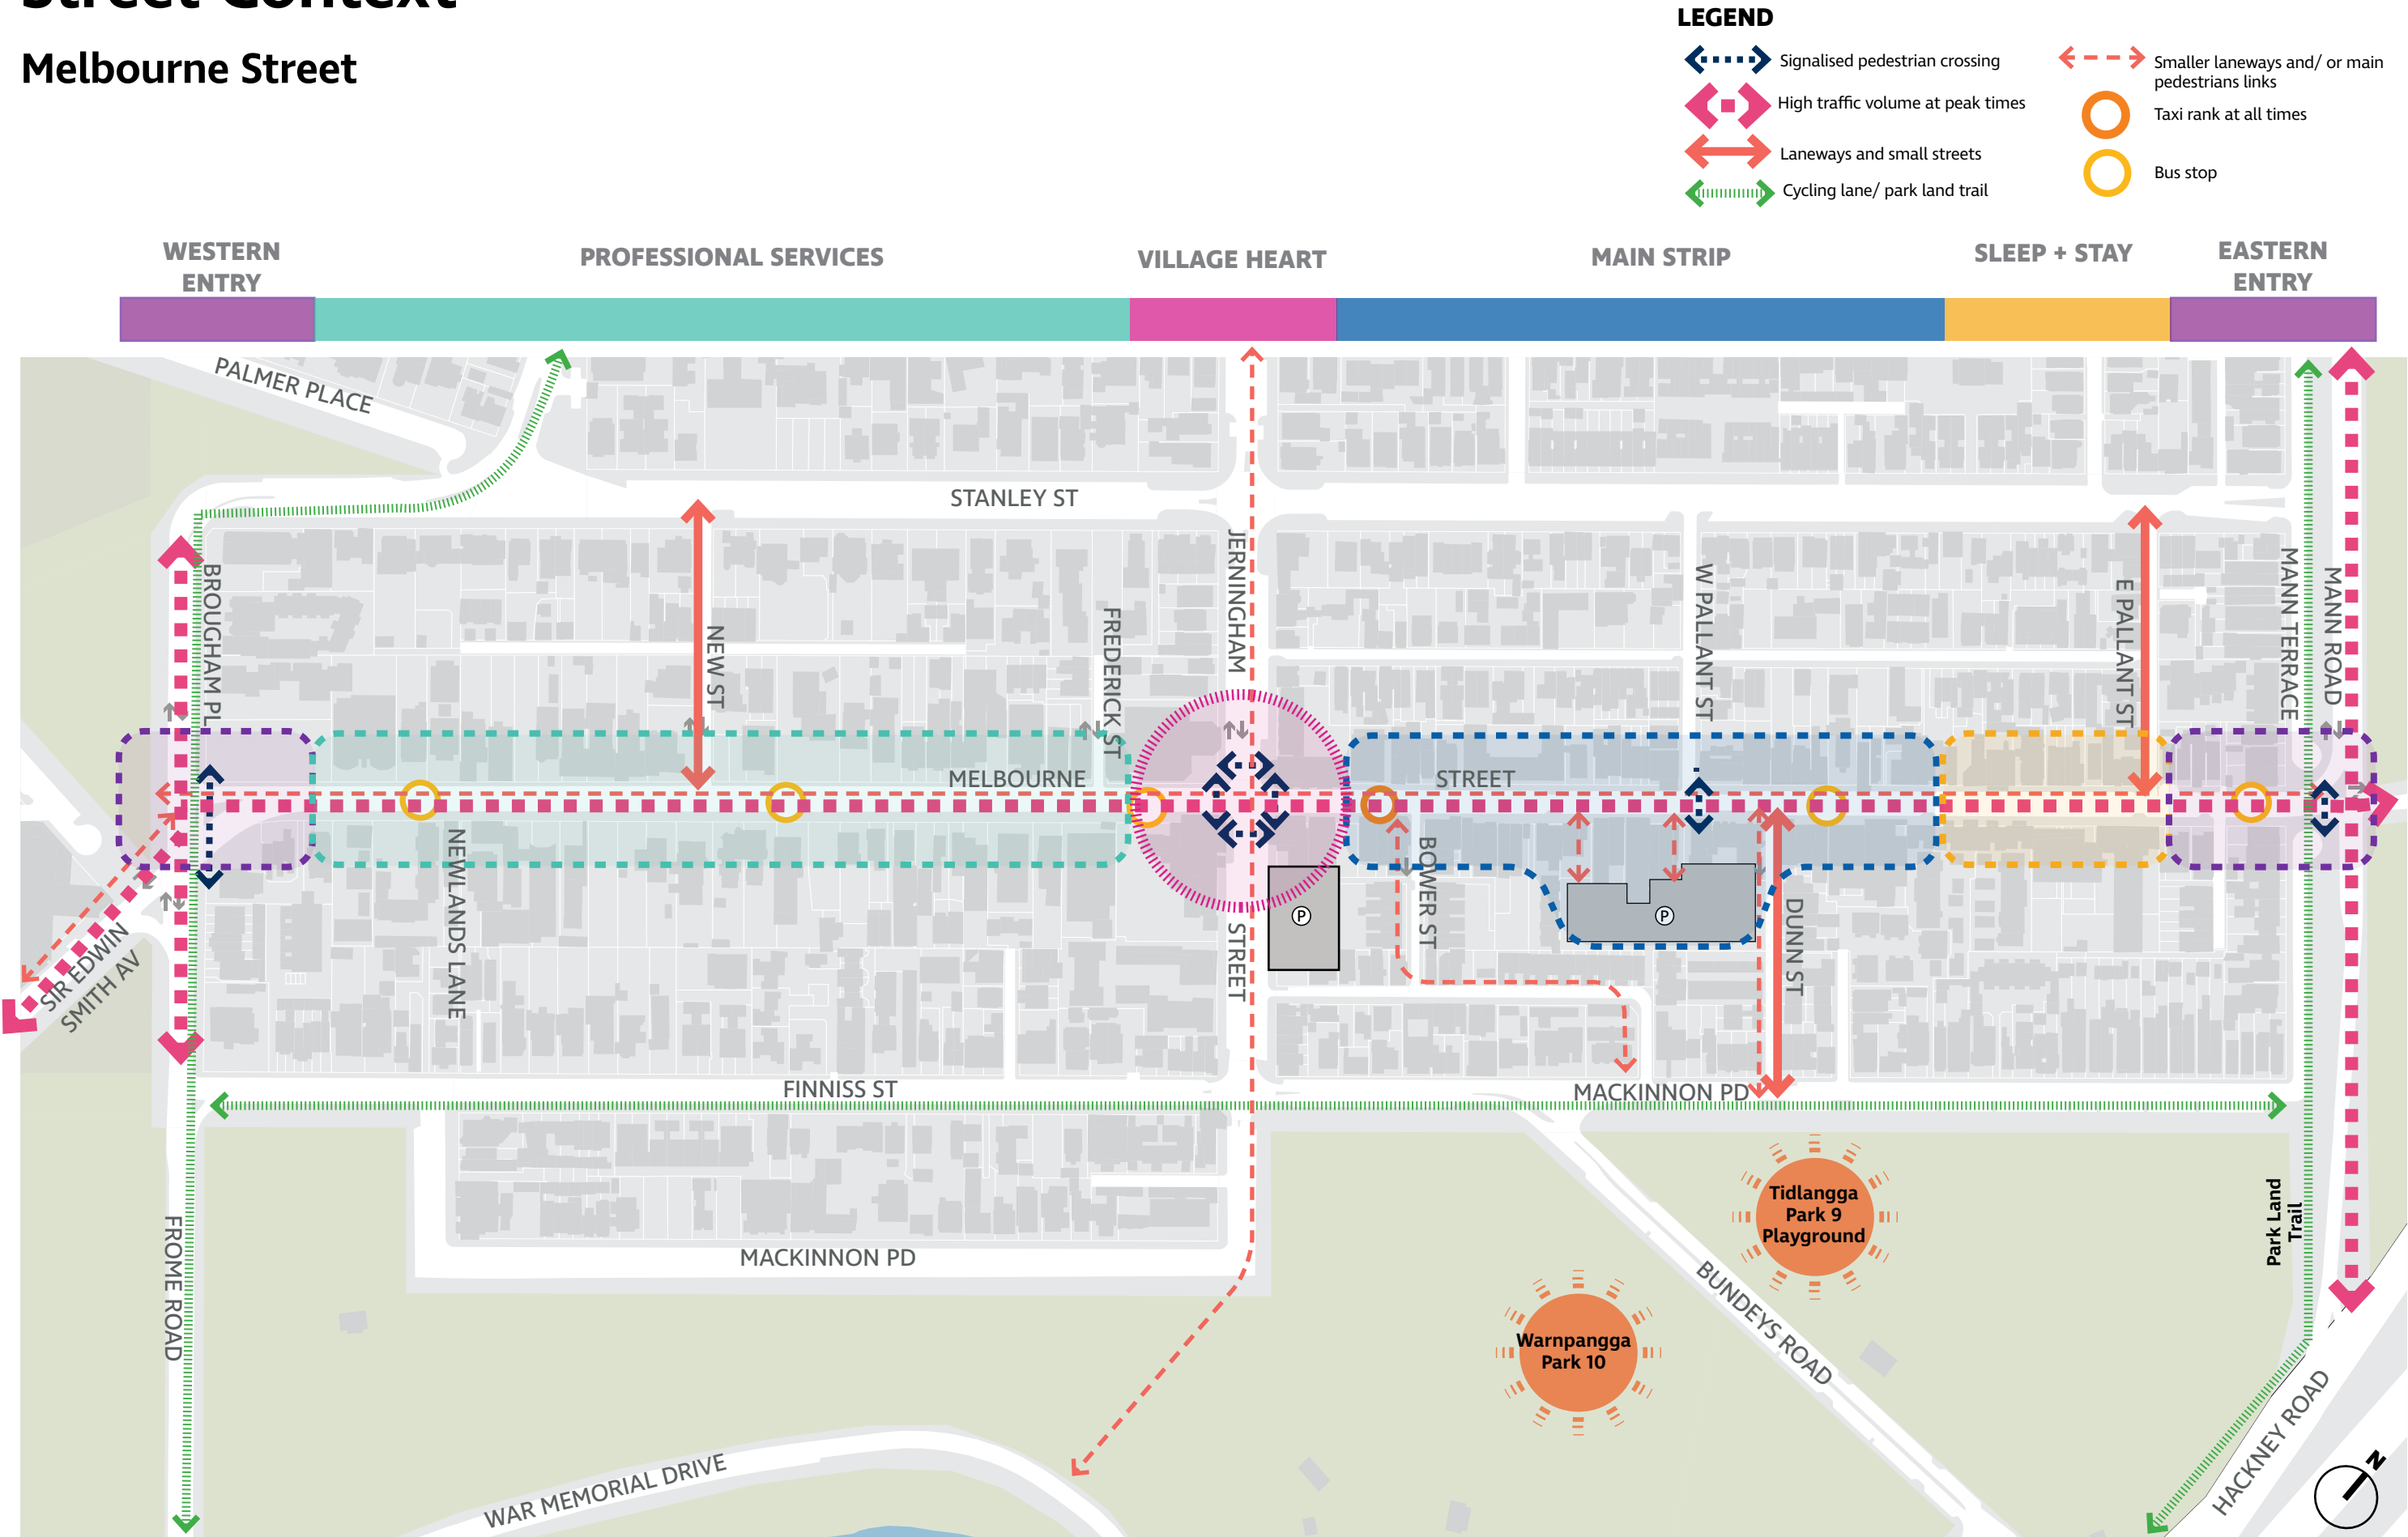 Street Context
Melbourne Street
LEGEND
Signalised pedestrian crossing
High traffic volume at peak times
Laneways and small streets
Cycling lane/ park land trail
Smaller laneways and/ or main
pedestrians links
Taxi rank at all times
Bus stop
WESTERN
ENTRY
PROFESSIONAL SERVICES
VILLAGE HEART
MAIN STRIP
SLEEP + STAY
EASTERN
ENTRY
PALMER PLACE
STANLEY ST
BROUGHAM PL
NEW ST
FREDERICK ST
JERNINGHAM
W PALLANT ST
E PALLANT ST
MANN TERRACE
MANN ROAD
MELBOURNE
STREET
NEWLANDS LANE
STREET
BOWER ST
DUNN ST
P
P
SIR EDWIN
SMITH AV
FINNISS ST
MACKINNON PD
FROME ROAD
MACKINNON PD
Tidlangga
Park 9
Playground
Park Land
Trail
Warnpangga
Park 10
BUNDEYS ROAD
HACKNEY ROAD
WAR MEMORIAL DRIVE
N